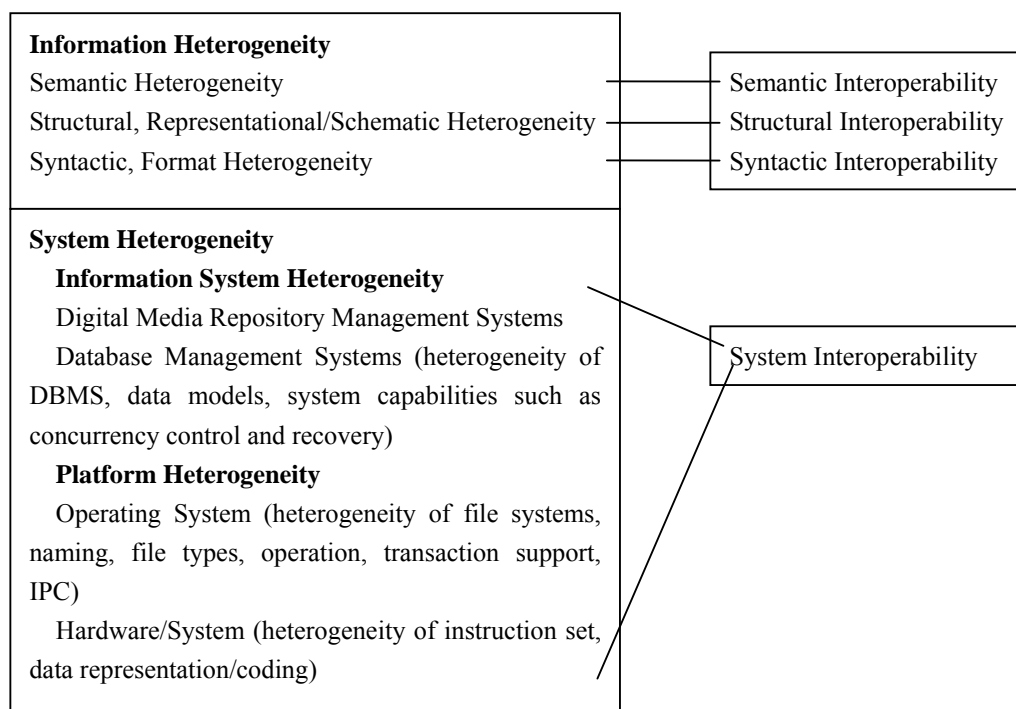 Information Heterogeneity
Semantic Heterogeneity
Structural, Representational/Schematic Heterogeneity
Syntactic, Format Heterogeneity
Semantic Interoperability
Structural Interoperability
Syntactic Interoperability
System Heterogeneity
Information System Heterogeneity
Digital Media Repository Management Systems
Database Management Systems (heterogeneity of
DBMS, data models, system capabilities such as
concurrency control and recovery)
Platform Heterogeneity
Operating System (heterogeneity of file systems,
naming, file types, operation, transaction support,
IPC)
Hardware/System (heterogeneity of instruction set,
data representation/coding)
System Interoperability